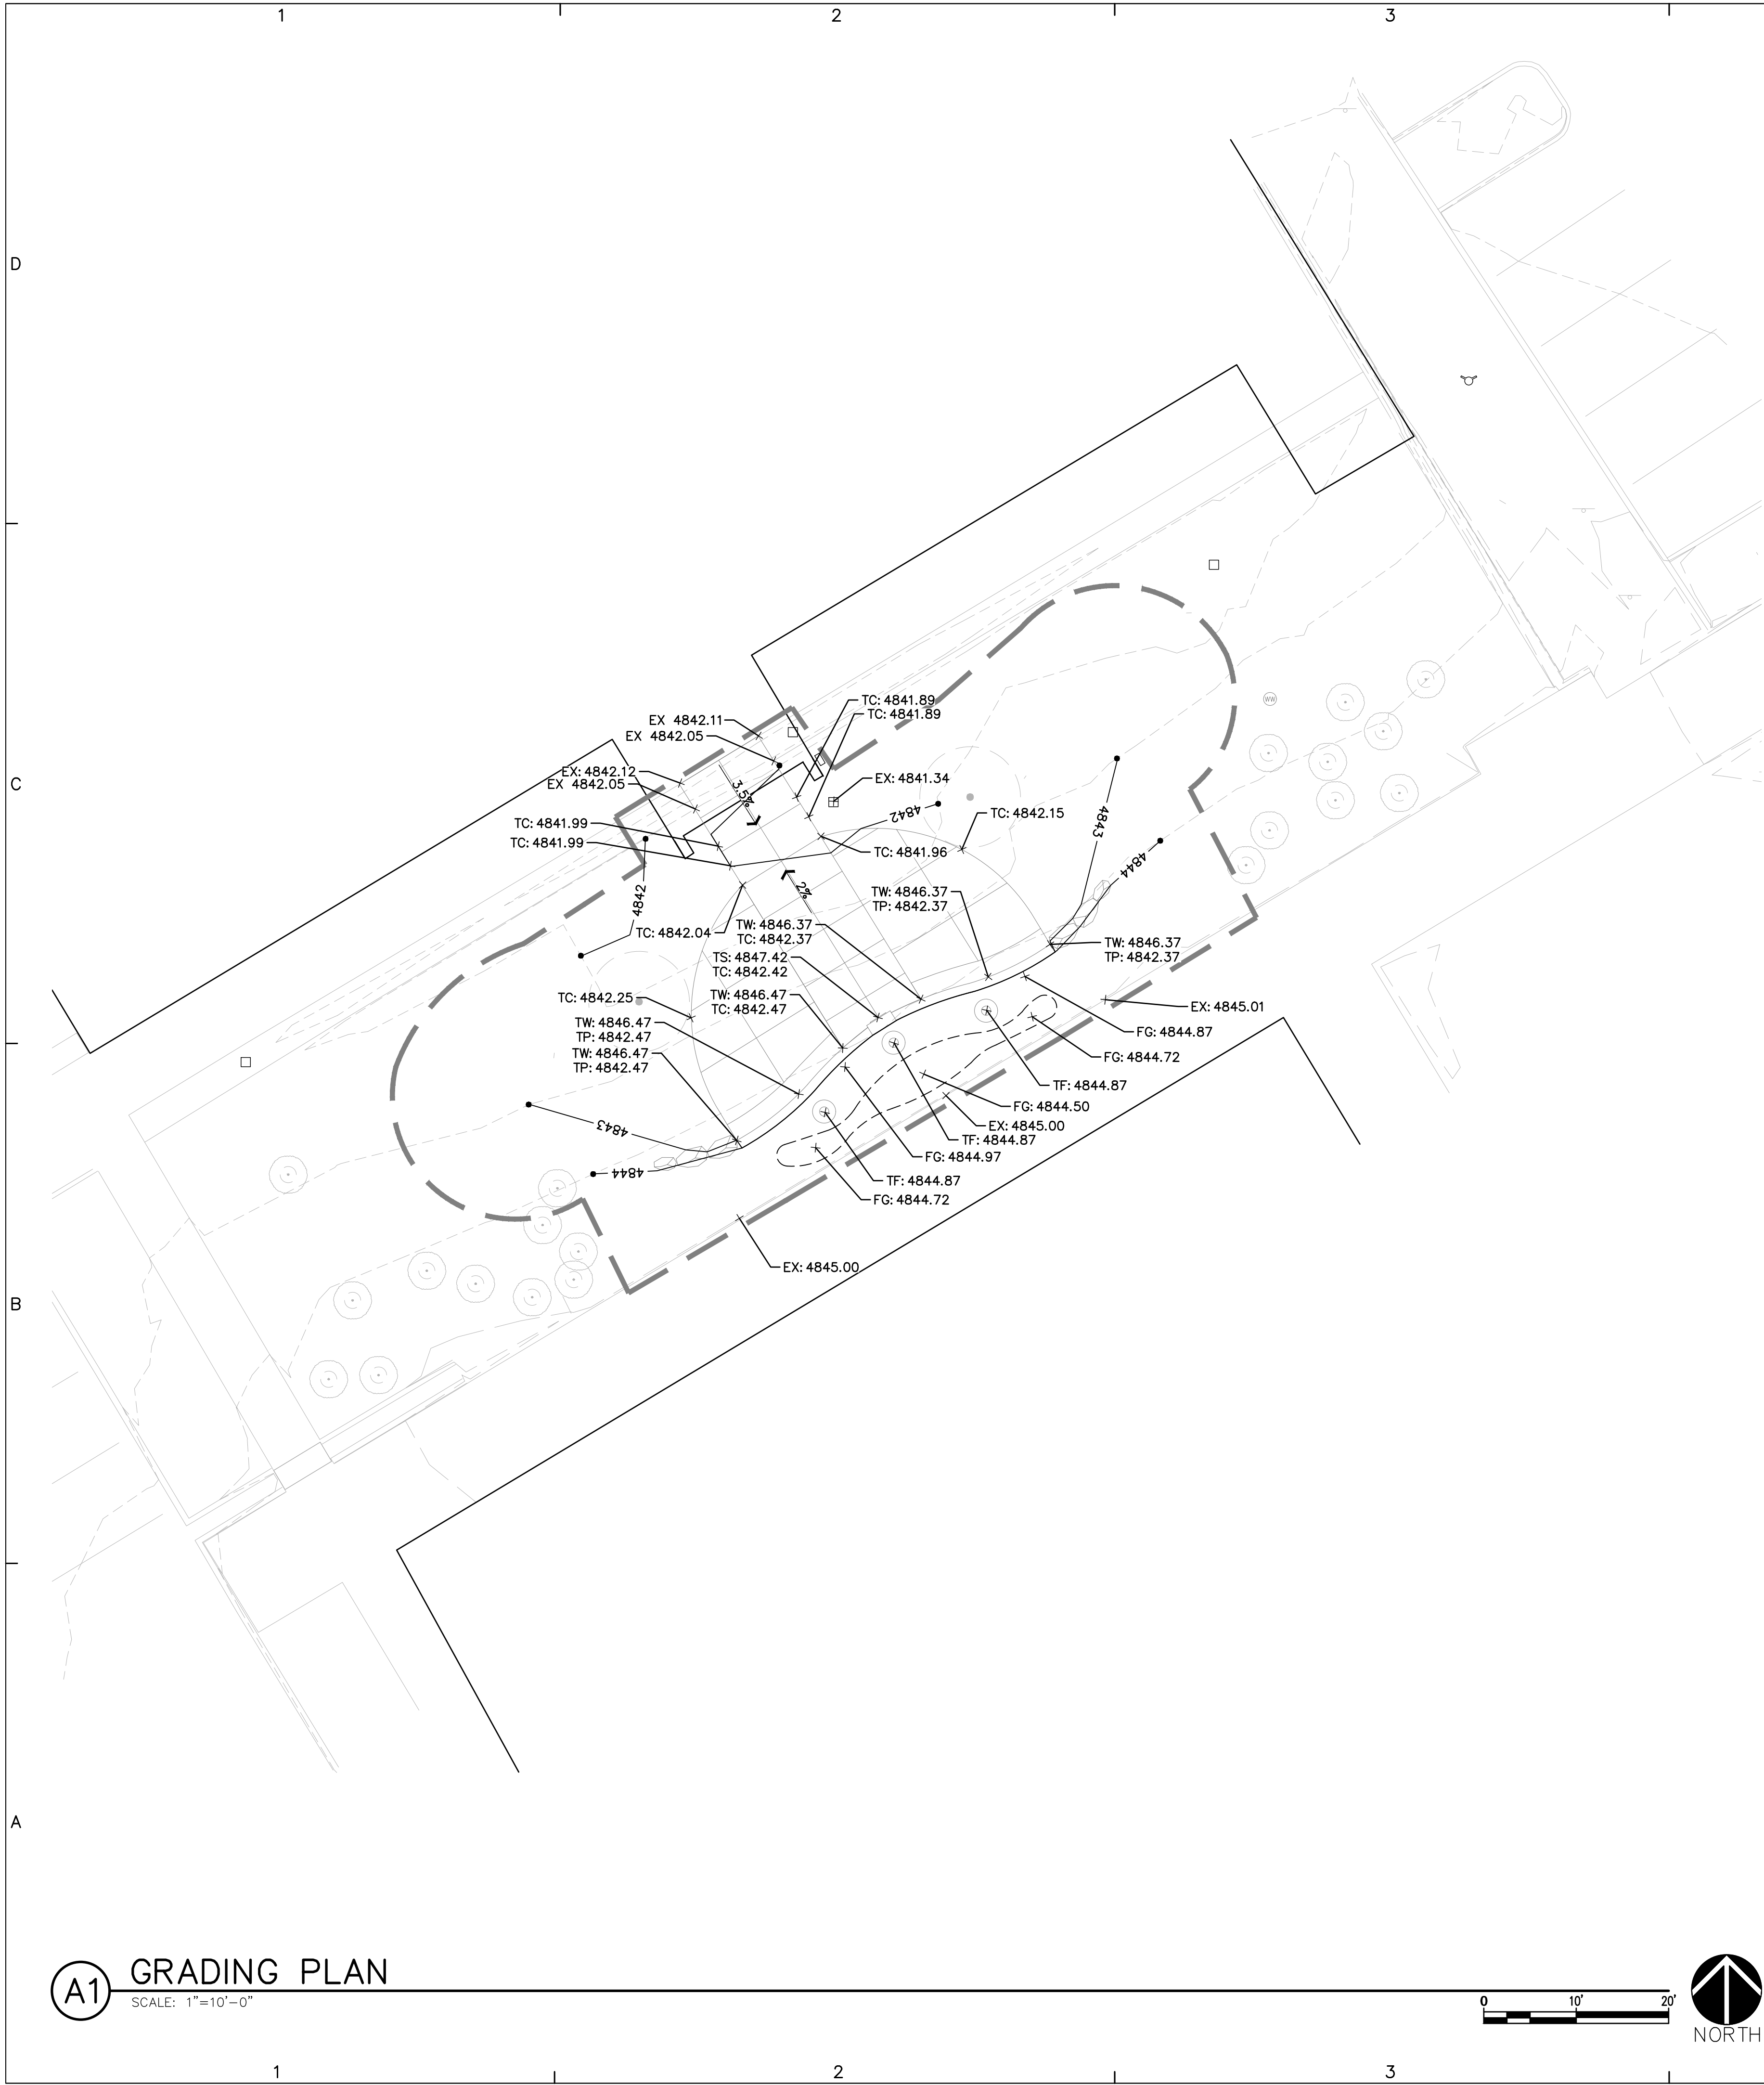 1
2
3
D
TC: 4841.89
TC: 4841.89
EX 4842.11
EX 4842.05
EX: 4842.12
EX 4842.05
C
EX: 4841.34
3.5%
4842
TC: 4842.15
4843
TC: 4841.99
TC: 4841.99
TC: 4841.96
4844
2%
4842
TW: 4846.37
TP: 4842.37
TC: 4842.04
TW: 4846.37
TC: 4842.37
TW: 4846.37
TP: 4842.37
TS: 4847.42
TC: 4842.42
TC: 4842.25
TW: 4846.47
TC: 4842.47
EX: 4845.01
TW: 4846.47
TP: 4842.47
FG: 4844.87
TW: 4846.47
TP: 4842.47
FG: 4844.72
TF: 4844.87
FG: 4844.50
EX: 4845.00
4843
TF: 4844.87
FG: 4844.97
4844
TF: 4844.87
FG: 4844.72
EX: 4845.00
WW
B
A
A1
GRADING PLAN
SCALE: 1"=10'-0"
0 10' 20'
NORTH
1
2
3